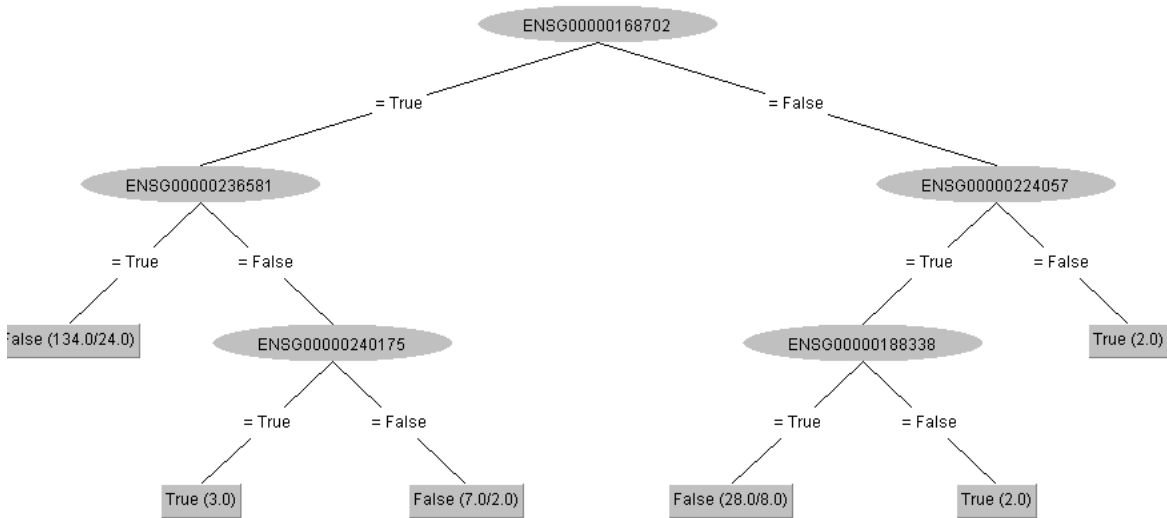 ENSG00000168702
= True
= False
ENSG00000236581
ENSG00000224057
= True
= False
= True
= False
False (134.0/24.0)
ENSG00000240175
ENSG00000188338
True (2.0)
= True
= False
= True
= False
True (3.0)
False (7.0/2.0)
False (28.0/8.0)
True (2.0)